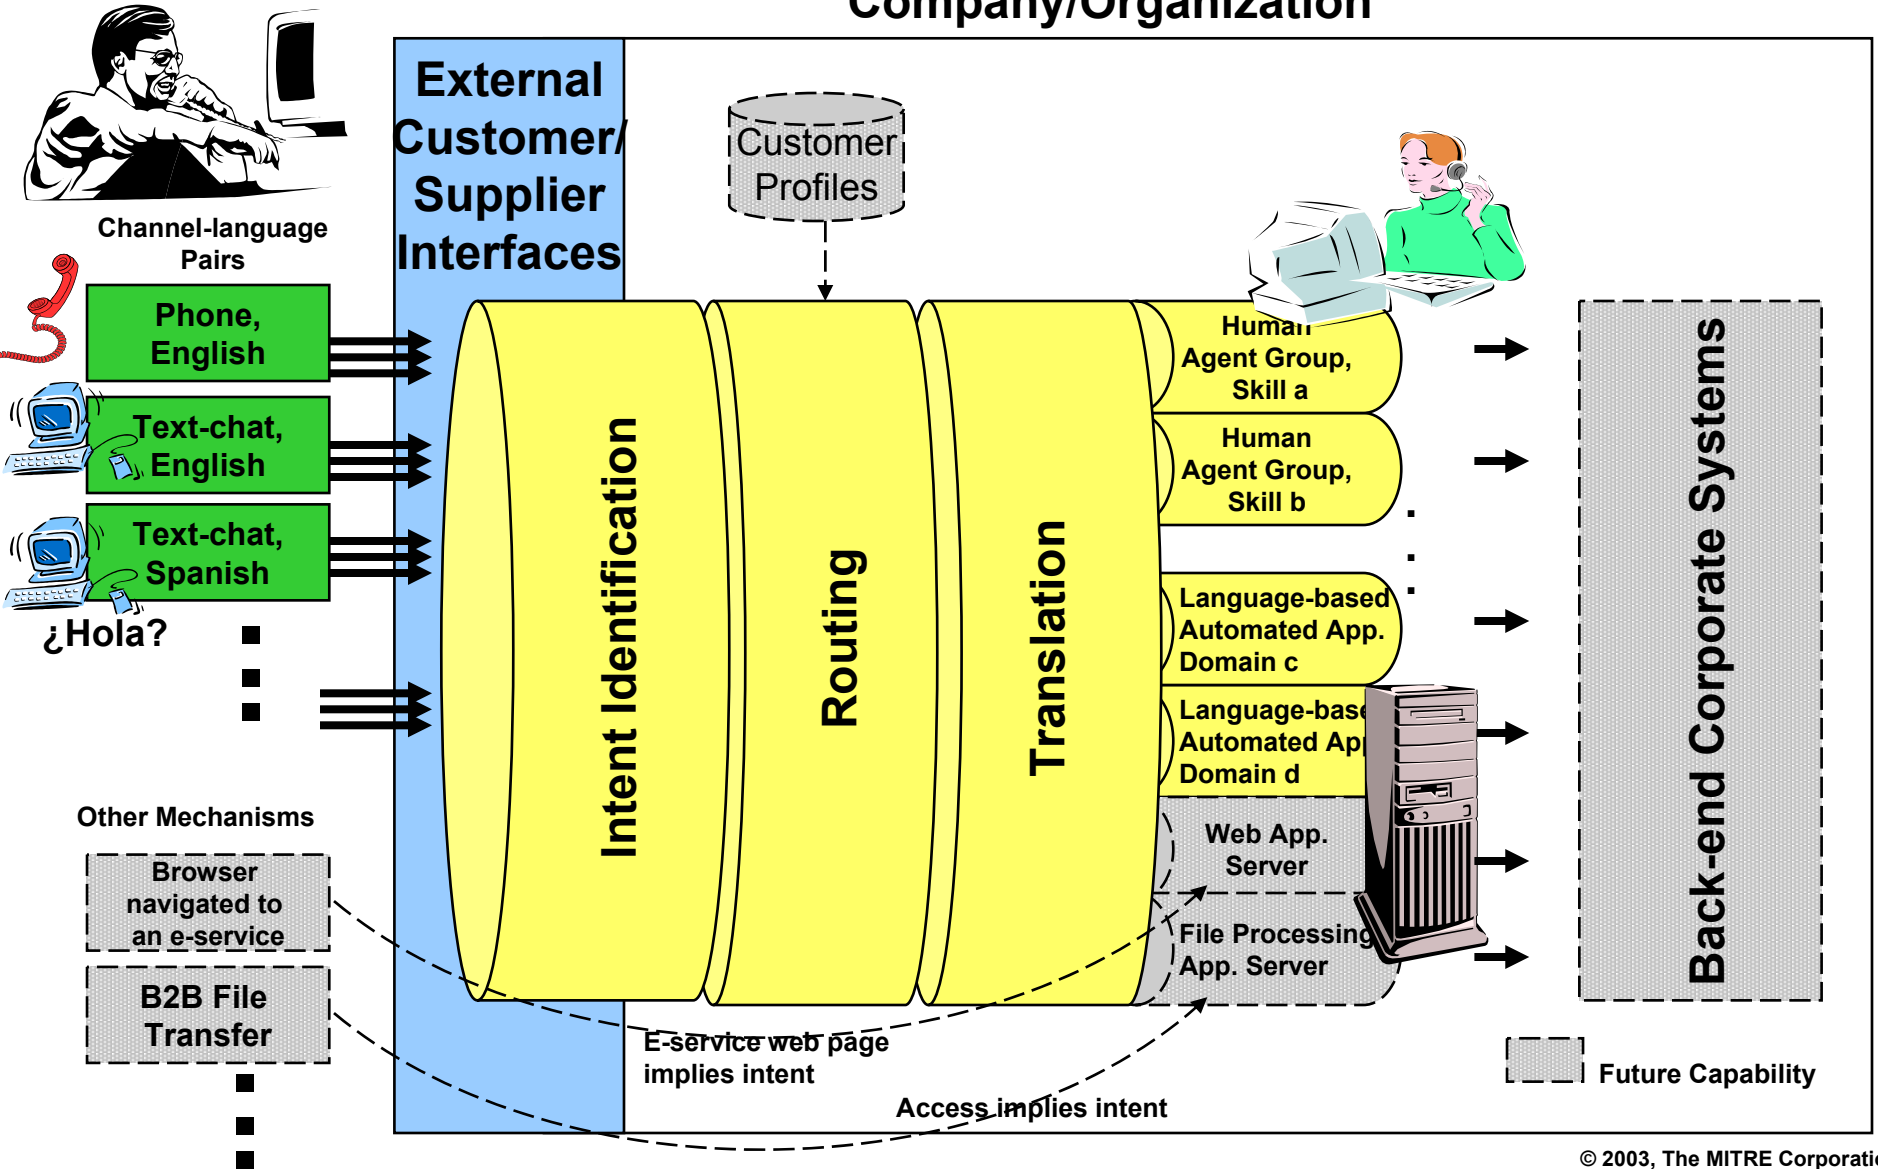 Company/Organization
External
Customer/
Supplier
Interfaces
Customer
Profiles
Channel-language
Pairs
Phone,
English
Text-chat,
English
Text-chat,
Spanish
¿Hola?
Other Mechanisms
Browser
navigated to
an e-service
B2B File
Transfer
Intent Identification
Routing
Translation
Human
Agent Group,
Skill a
Human
Agent Group,
Skill b
Language-based
Automated App.
Domain c
Language-base
Automated App
Domain d
Web App.
Server
File Processing
App. Server
Back-end Corporate Systems
E-service web page
implies intent
Access implies intent
Future Capability
© 2003, The MITRE Corporati